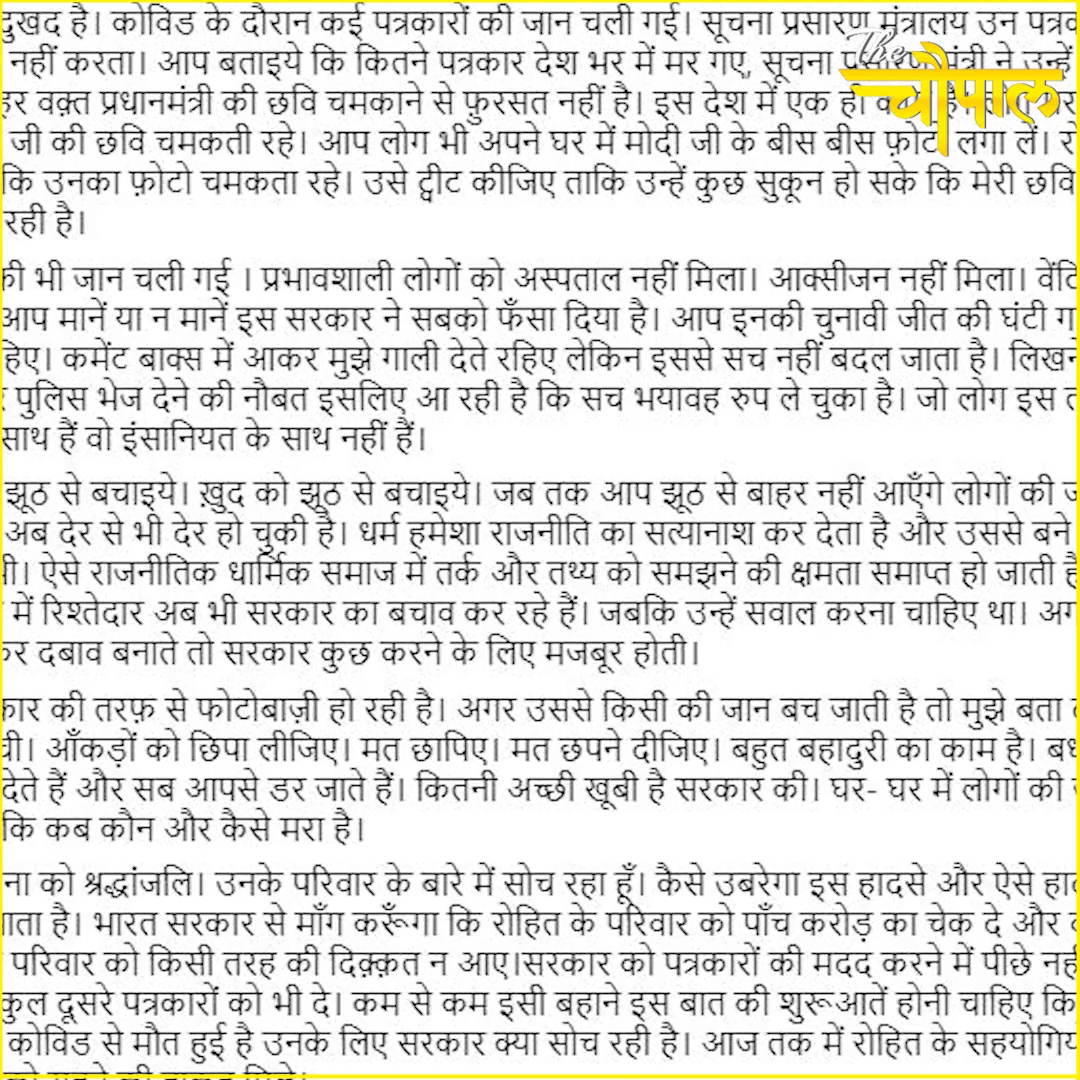 दुखद है। कोविड के दौरान कई पत्रकारों की जान चली गई। सूचना प्रसारण मंत्रालय उन
नहीं करता। आप बताइये कि कितने पत्रकार देश भर में मर गए, सूचना मंत्री ने उन्हें
हर वक़्त प्रधानमंत्री की छवि चमकाने से फ़ुरसत नहीं है। इस देश में एक ही
जी की छवि चमकती रहे। आप लोग भी अपने घर में मोदी जी के बीस बीस फ़ोटो लगा लें।
कि उनका फ़ोटो चमकता रहे। उसे ट्वीट कीजिए ताकि उन्हें कुछ सुकून हो सके कि मेरी छवि
रही है।
की भी जान चली गई । प्रभावशाली लोगों को अस्पताल नहीं मिला। आक्सीजन नहीं मिला।
आप मानें या न मानें इस सरकार ने सबको फँसा दिया है। आप इनकी चुनावी जीत की घंटी
कमेंट बाक्स में आकर मुझे गाली देते रहिए लेकिन इससे सच नहीं बदल जाता है।
पुलिस भेज देने की नौबत इसलिए आ रही है कि सच भयावह रुप ले चुका है। जो लोग इस
साथ हैं वो इंसानियत के साथ नहीं हैं।
झूठ से बचाइये। ख़ुद को झूठ से बचाइये। जब तक आप झूठ से बाहर नहीं आएँगे लोगों की
अब देर से भी देर हो चुकी है। धर्म हमेशा राजनीति का सत्यानाश कर देता है और उससे बने
ऐसे राजनीतिक धार्मिक समाज में तर्क और तथ्य को समझने की क्षमता समाप्त हो जाती है
में रिश्तेदार अब भी सरकार का बचाव कर रहे हैं। जबकि उन्हें सवाल करना चाहिए था।
दबाव बनाते तो सरकार कुछ करने के लिए मजबूर होती।
की तरफ़ से फोटोबाज़ी हो रही है। अगर उससे किसी की जान बच जाती है तो मुझे बता
आँकड़ों को छिपा लीजिए। मत छापिए। मत छपने दीजिए। बहुत बहादुरी का काम है।
देते हैं और सब आपसे डर जाते हैं। कितनी अच्छी खूबी है सरकार की। घर- घर में लोगों की
कि कब कौन और कैसे मरा है।
को श्रद्धांजलि। उनके परिवार के बारे में सोच रहा हूँ। कैसे उबरेगा इस हादसे और ऐसे
है। भारत सरकार से माँग करूँगा कि रोहित के परिवार को पाँच करोड़ का चेक दे और
परिवार को किसी तरह की दिक़्क़त न आए।सरकार को पत्रकारों की मदद करने में पीछे
दूसरे पत्रकारों को भी दे। कम से कम इसी बहाने इस बात की शुरूआतें होनी चाहिए कि
कोविड से मौत हुई है उनके लिए सरकार क्या सोच रही है। आज तक में रोहित के
The चौपाल